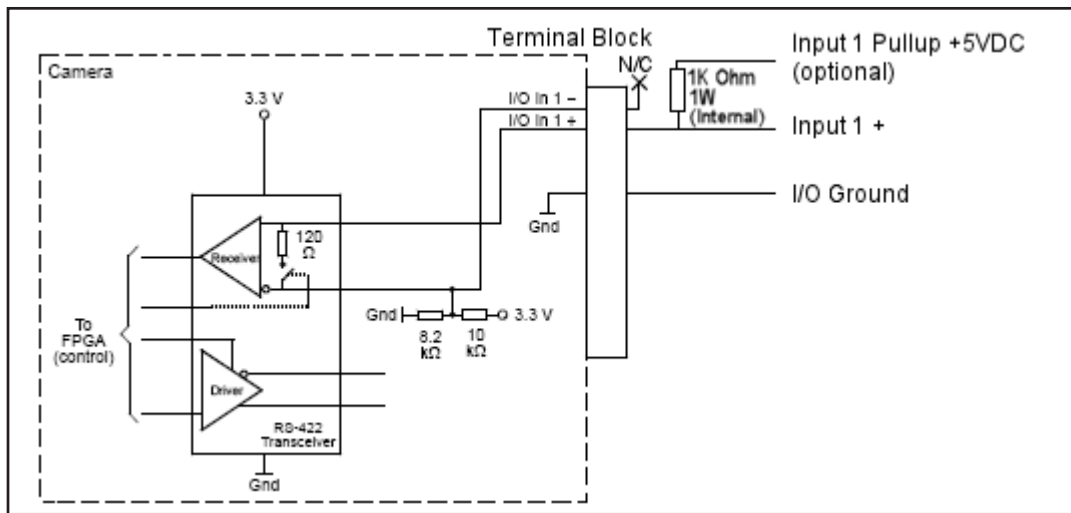 Terminal Block
Camera
N/C
Input 1 Pullup +5VDC
(optional)
1K Ohm
1W
(Internal)
3.3 V
I/O In 1 –
I/O In 1 +
Input 1 +
I/O Ground
Gnd
120
Ω
Receiver
To
FPGA
(control)
Gnd
3.3 V
8.2
kΩ
10
kΩ
Driver
RS-422
Transceiver
Gnd